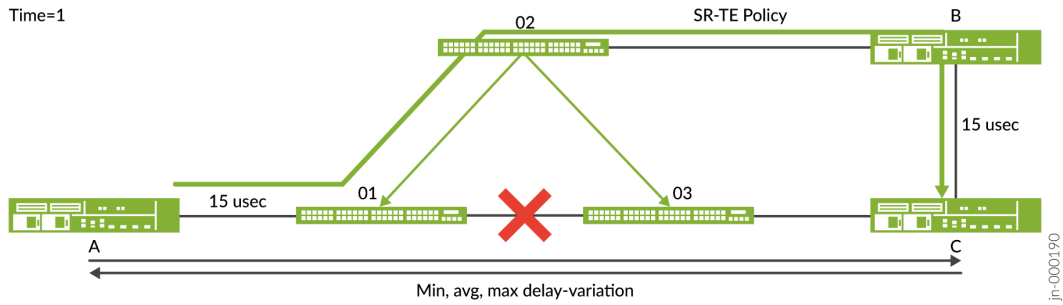 Time=1
02
SR-TE Policy
B
15 usec
15 usec
01
03
A
C
Min, avg, max delay-variation
jn-000190